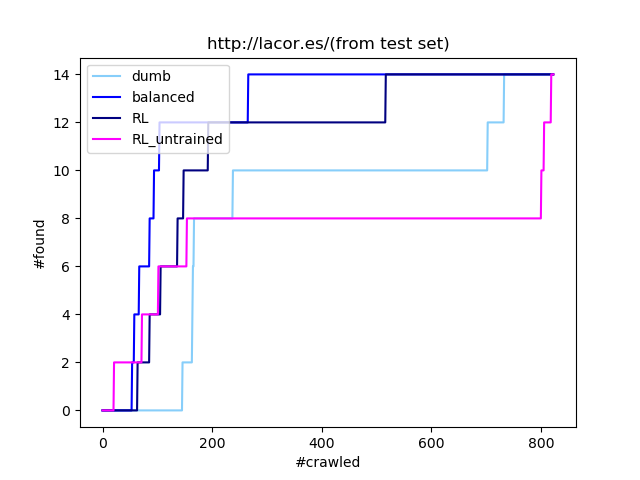 http://lacor.es/(from test set)
dumb
balanced
RL
RL_untrained
#found
14
12
10
8
6
4
2
0
0 200 400 600 800
#crawled